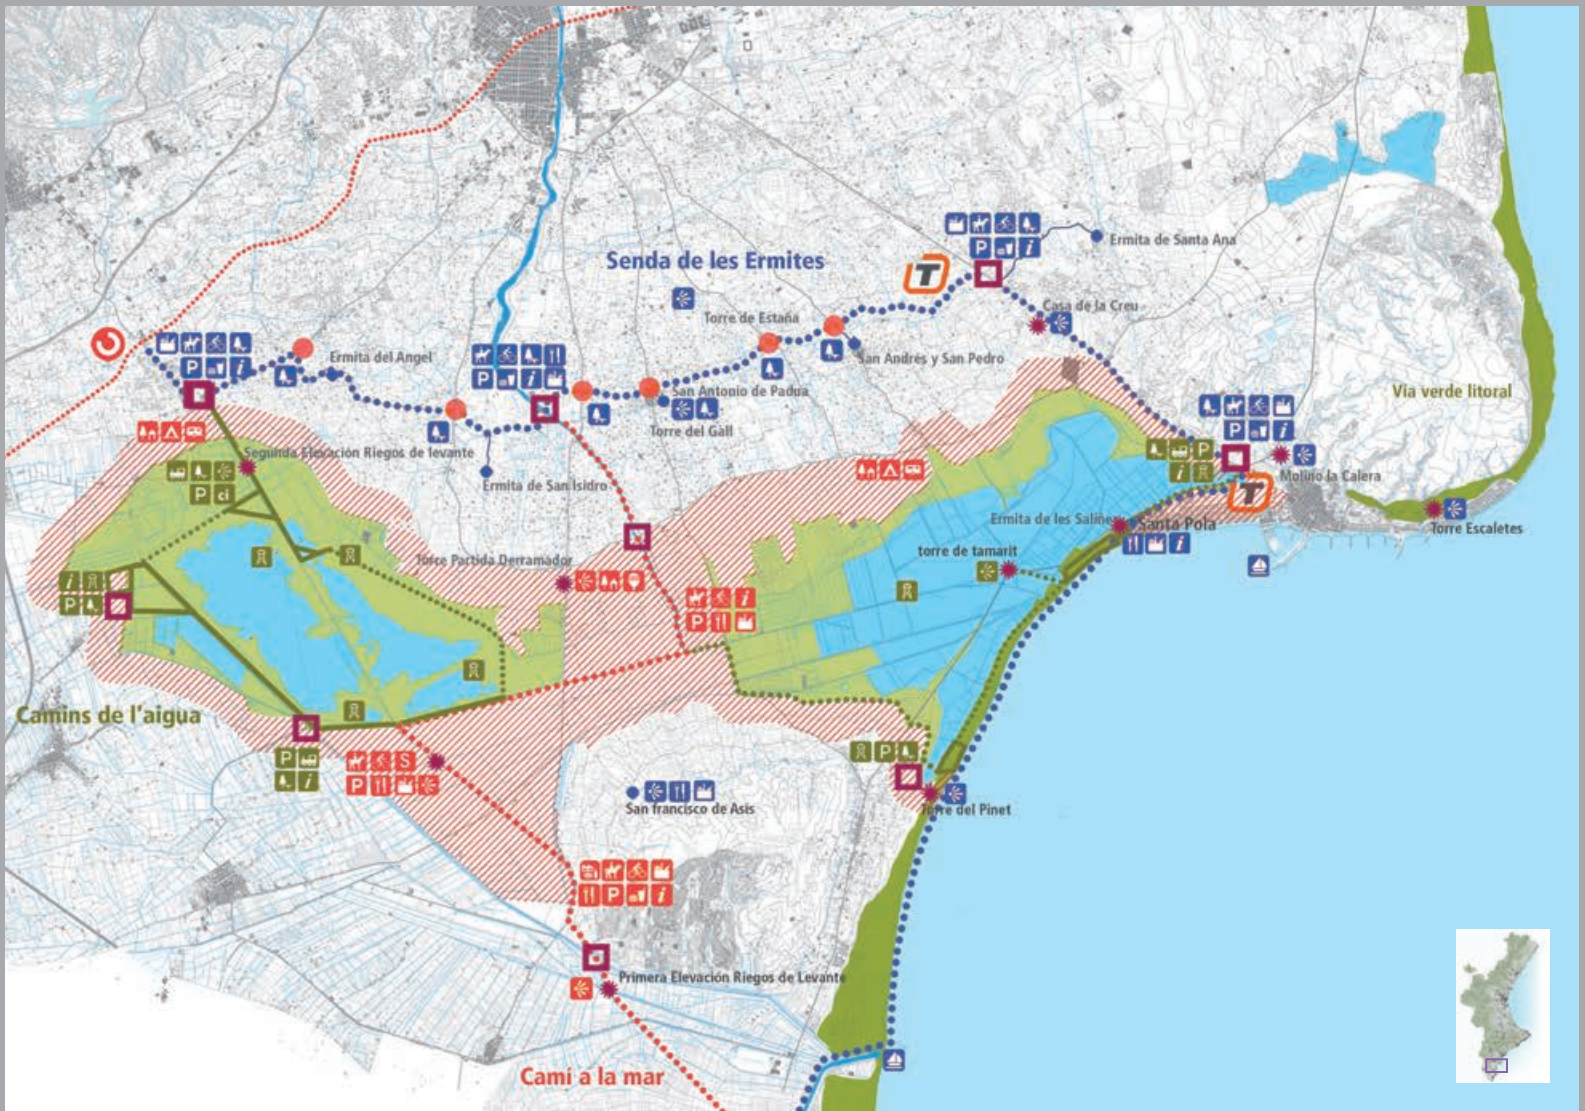 Ermita de Santa Ana
Senda de les Ermites
T
Casa de la Creu
Torre de Estaña
Ermita del Angel
San Andrés y San Pedro
San Antonio de Padua
Vía verde litoral
Torre del Gall
Segunda Elevación Riegos de levante
Molino la Calera
Ermita de San Isidro
T
Ermita de les Saline
Santa Pola
Torre Escaletes
torre de tamarit
Torre Partida Derramador
Camins de l'aigua
San francisco de Asis
Torre del Pinet
Primera Elevación Riegos de Levante
Camí a la mar